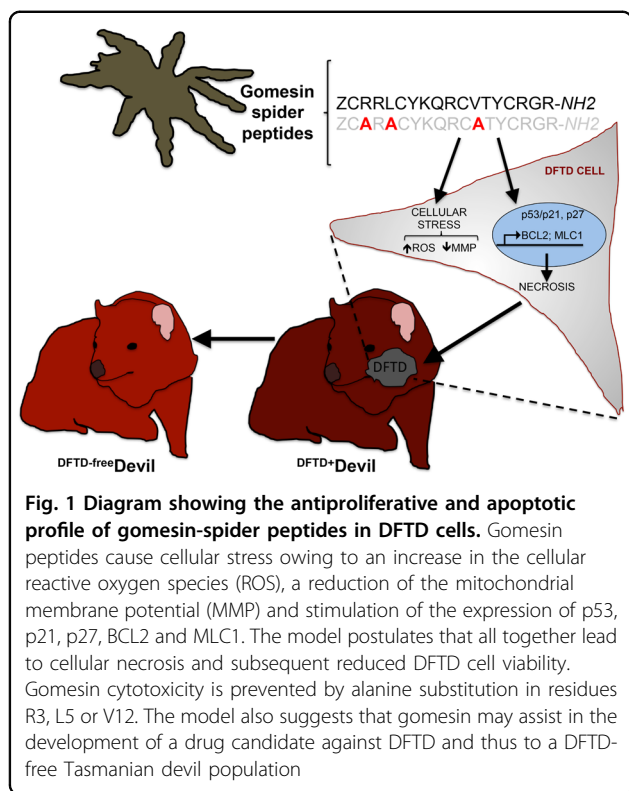 Gomesin
spider
peptides
ZCRRLCYKQRCVTYCRGR-NH2
ZCARACYKQRCATYCRGR-NH2
DFTD CELL
CELLULAR
STRESS
↑ROS ↓MMP
p53/p21, p27
BCL2; MLC1
NECROSIS
DFTD
DFTD-free Devil
DFTD+ Devil
Fig. 1 Diagram showing the antiproliferative and apoptotic
profile of gomesin-spider peptides in DFTD cells. Gomesin
peptides cause cellular stress owing to an increase in the cellular
reactive oxygen species (ROS), a reduction of the mitochondrial
membrane potential (MMP) and stimulation of the expression of p53,
p21, p27, BCL2 and MLC1. The model postulates that all together lead
to cellular necrosis and subsequent reduced DFTD cell viability.
Gomesin cytotoxicity is prevented by alanine substitution in residues
R3, L5 or V12. The model also suggests that gomesin may assist in the
development of a drug candidate against DFTD and thus to a DFTD-
free Tasmanian devil population